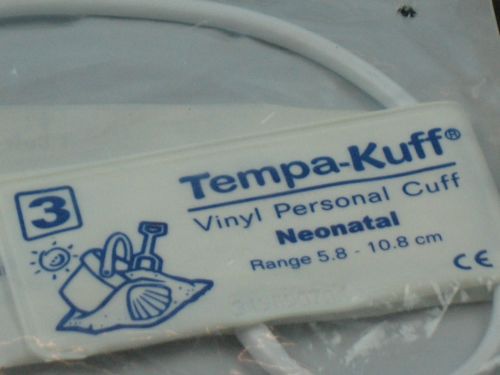 3
Tempa-Kuff®
Vinyl Personal Cuff
Neonatal
Range 5.8 - 10.8 cm
CE